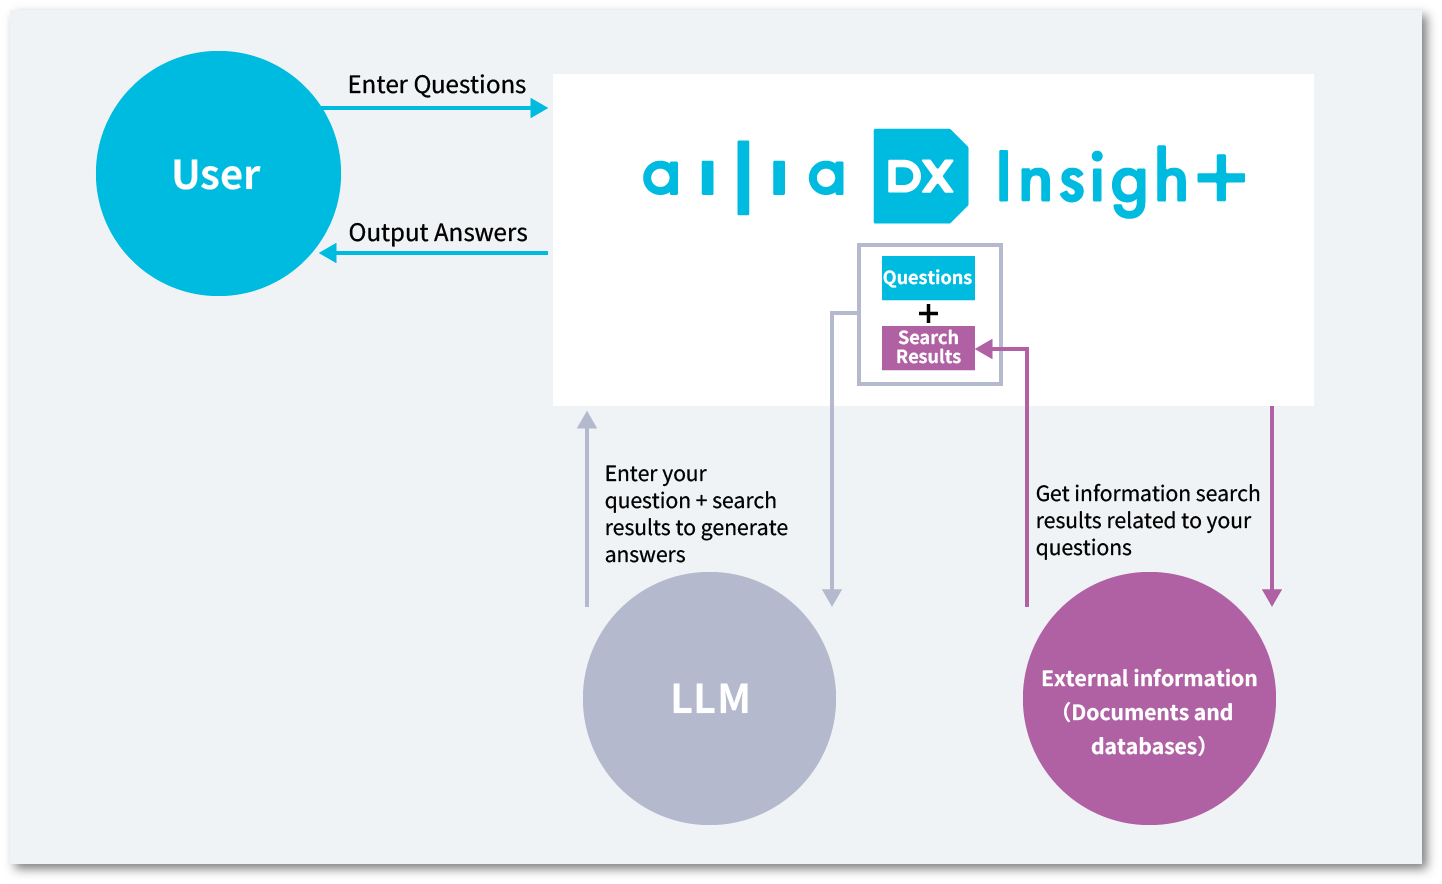 Enter Questions
User
ailia DX Insight
Output Answers
Questions
+
Search
Results
Enter your
question + search
results to generate
answers
Get information search
results related to your
questions
LLM
External information
（Documents and
databases）